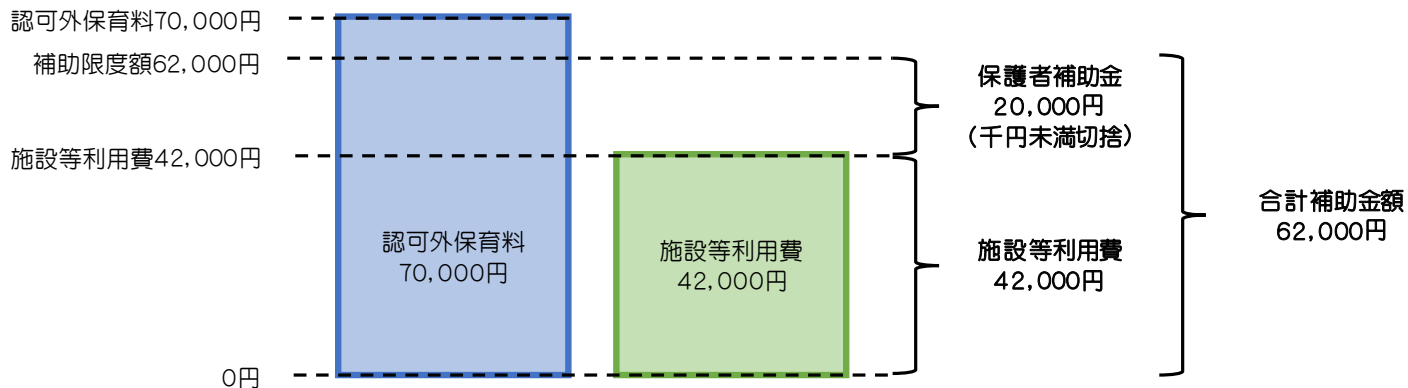 認可外保育料70,000円
補助限度額62,000円
施設等利用費42,000円
0円
認可外保育料
70,000円
施設等利用費
42,000円
保護者補助金
20,000円
（千円未満切捨）
施設等利用費
42,000円
合計補助金額
62,000円